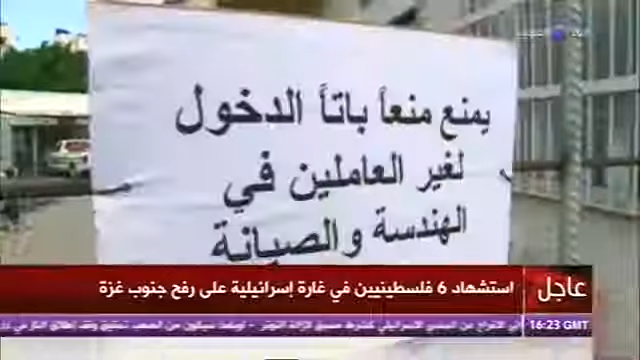 يمنع منعاً باتاً الدخول
لغير العاملين في
الهندسة والصيانة
عاجل
استشهاد 6 فلسطينيين في غارة إسرائيلية على رفح جنوب غزة
16:23 GMT